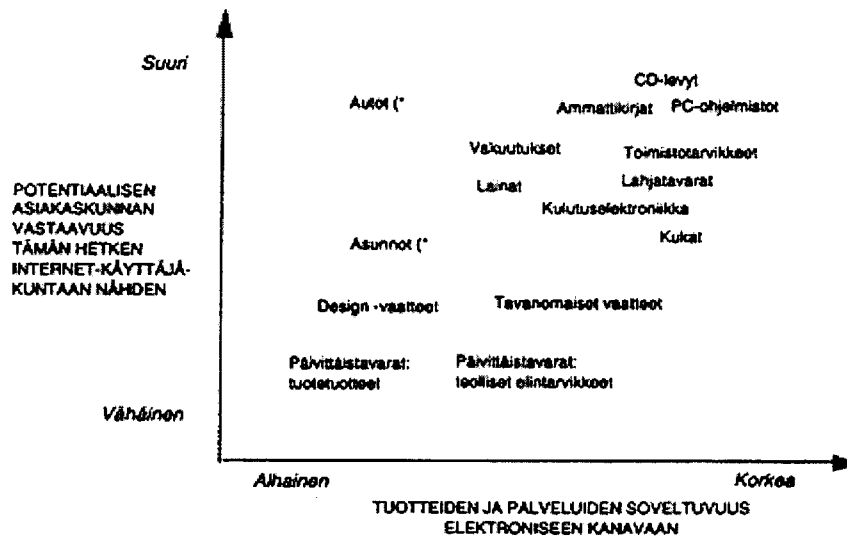 Suuri
CD-levyt
Autot (*
Ammattikirjat
PC-ohjelmistot
Vakuutukset
Toimistotarvikkeet
Lainat
Lahjatavarat
Kulutuselektroniikka
Asunnot (*
Kukat
POTENTIAALISEN
ASIAKASKUNNAN
VASTAAVUUS
TÄMÄN HETKEN
INTERNET-KÄYTTÄJÄ-
KUNTAAN NÄHDEN
Design -vaatteet
Tavanomaiset vaatteet
Päivittäistavarat:
tuotetuotteet
Päivittäistavarat:
teolliset elintarvikkeet
Vähäinen
Alhainen
Korkea
TUOTTEIDEN JA PALVELUIDEN SOVELTUVUUS
ELEKTRONISEEN KANAVAAN